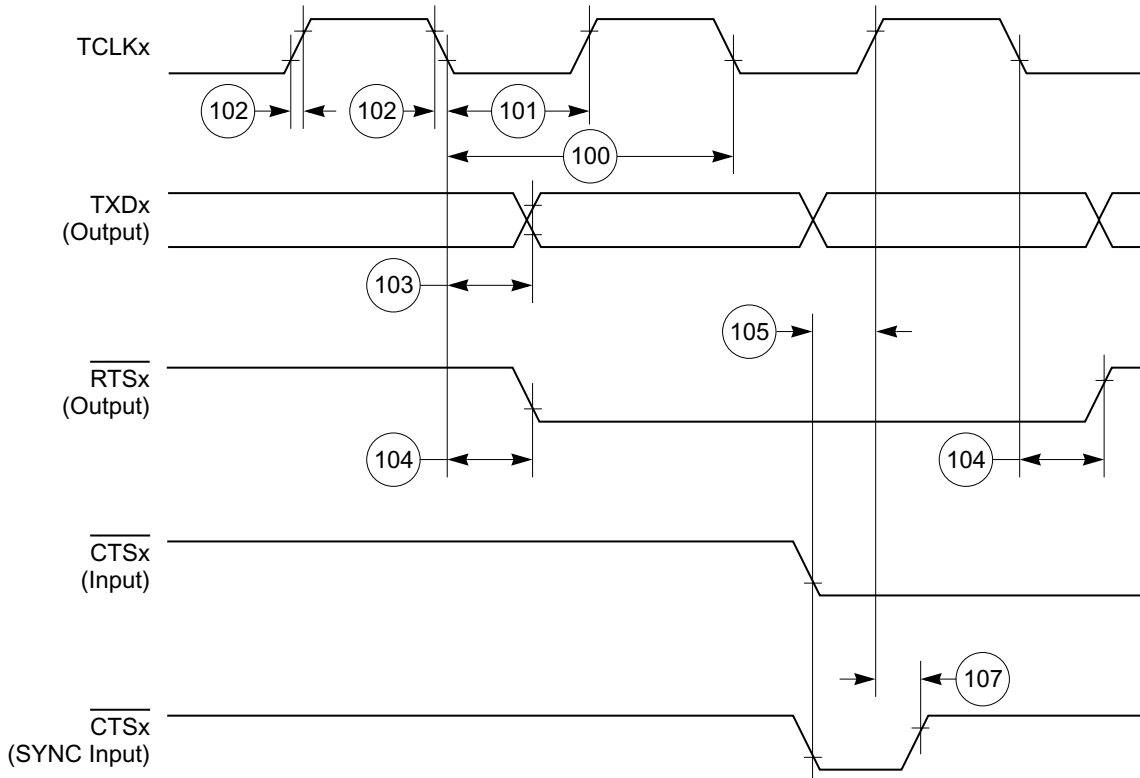 TCLKx
102
102
101
100
TXDx
(Output)
103
105
RTSx
(Output)
104
104
CTSx
(Input)
107
CTSx
(SYNC Input)